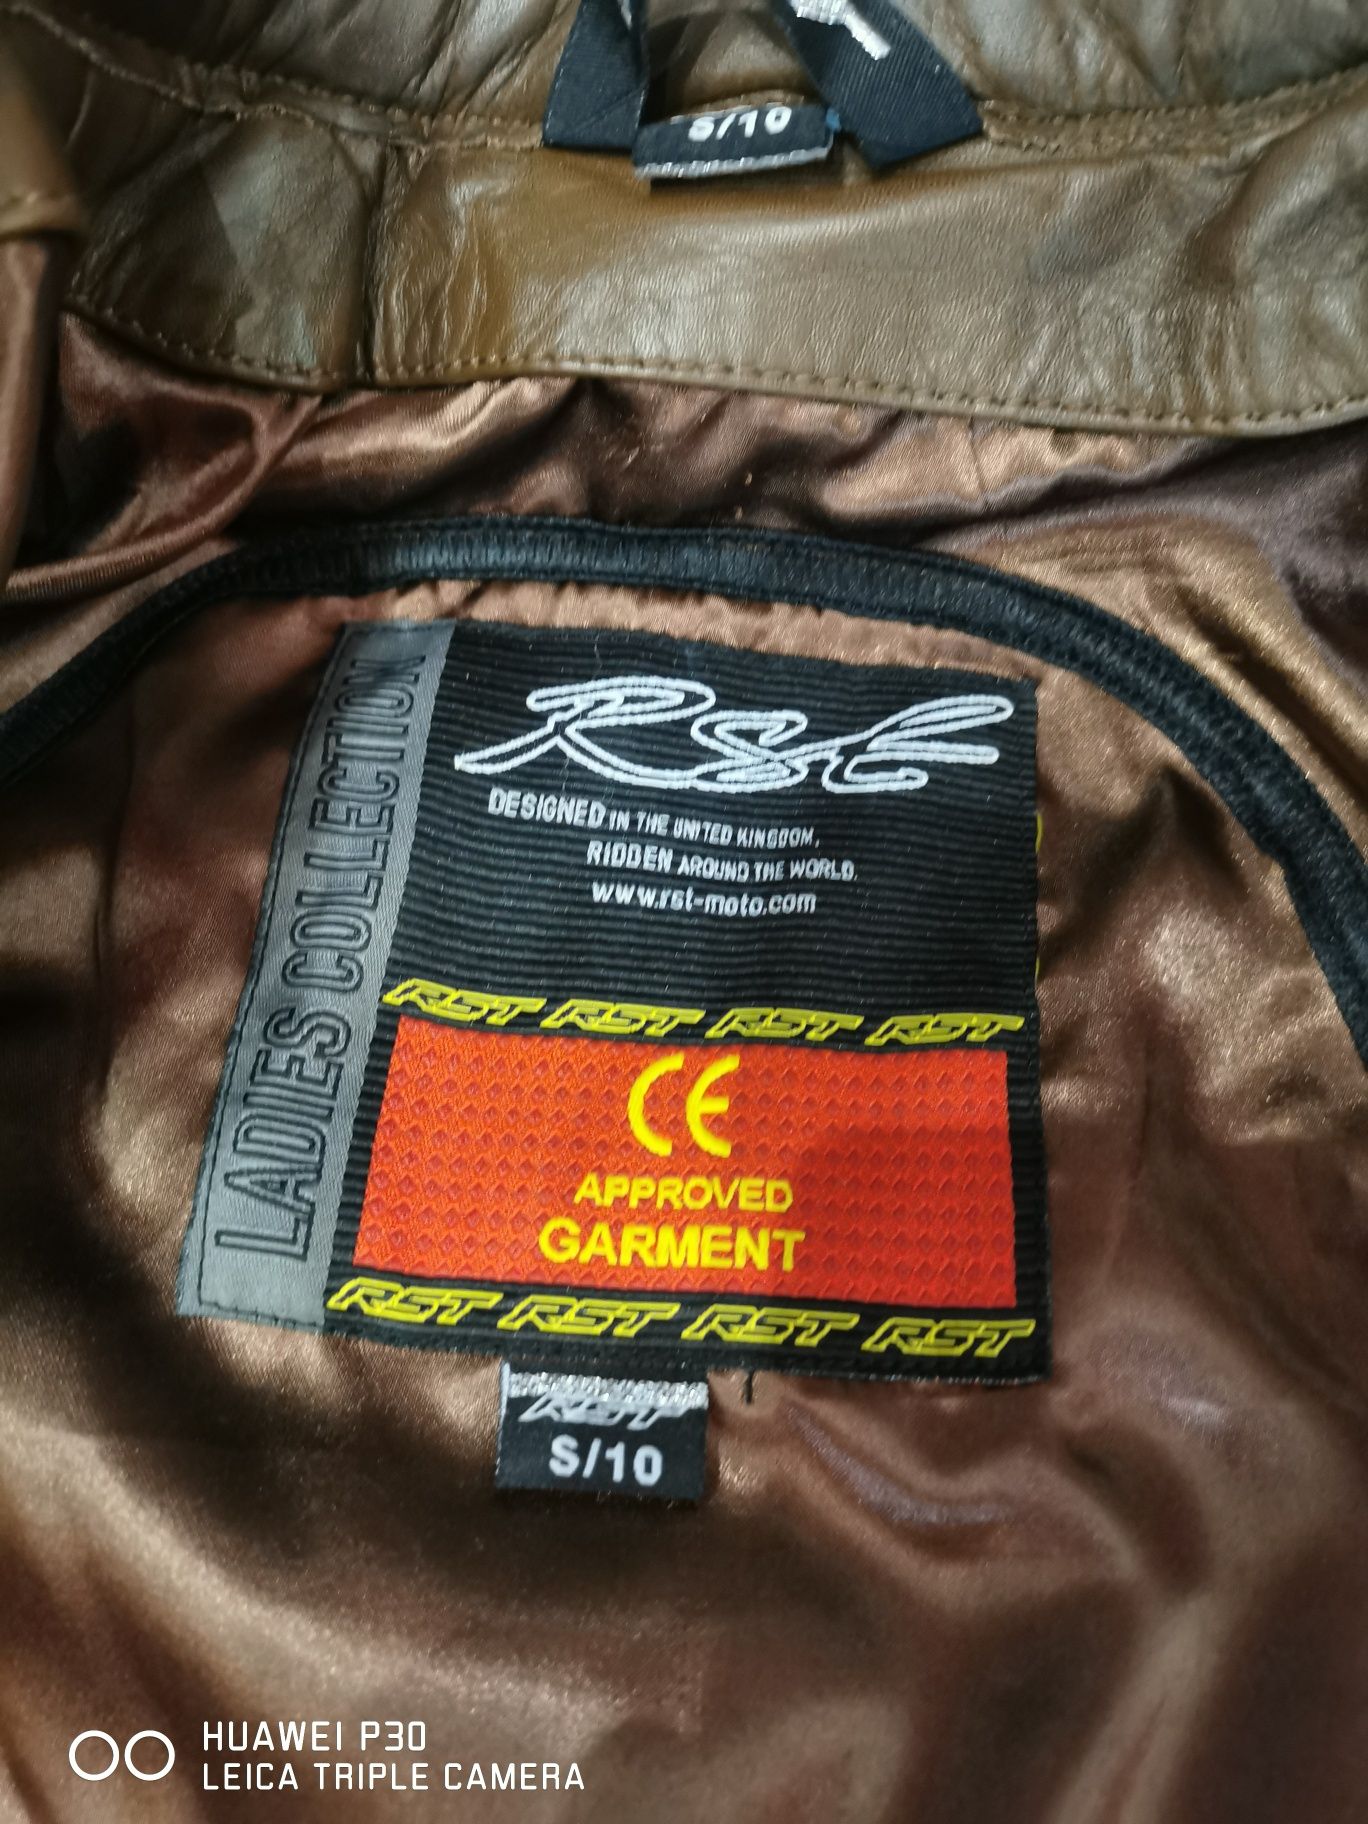 S/10
LADIES COLLECTION
Rst
DESIGNED IN THE UNITED KINGDOM,
RIDDEN AROUND THE WORLD.
www.rst-moto.com
RST RST RST RST
CE
APPROVED
GARMENT
RST RST RST RST
RST
S/10
HUAWEI P30
LEICA TRIPLE CAMERA